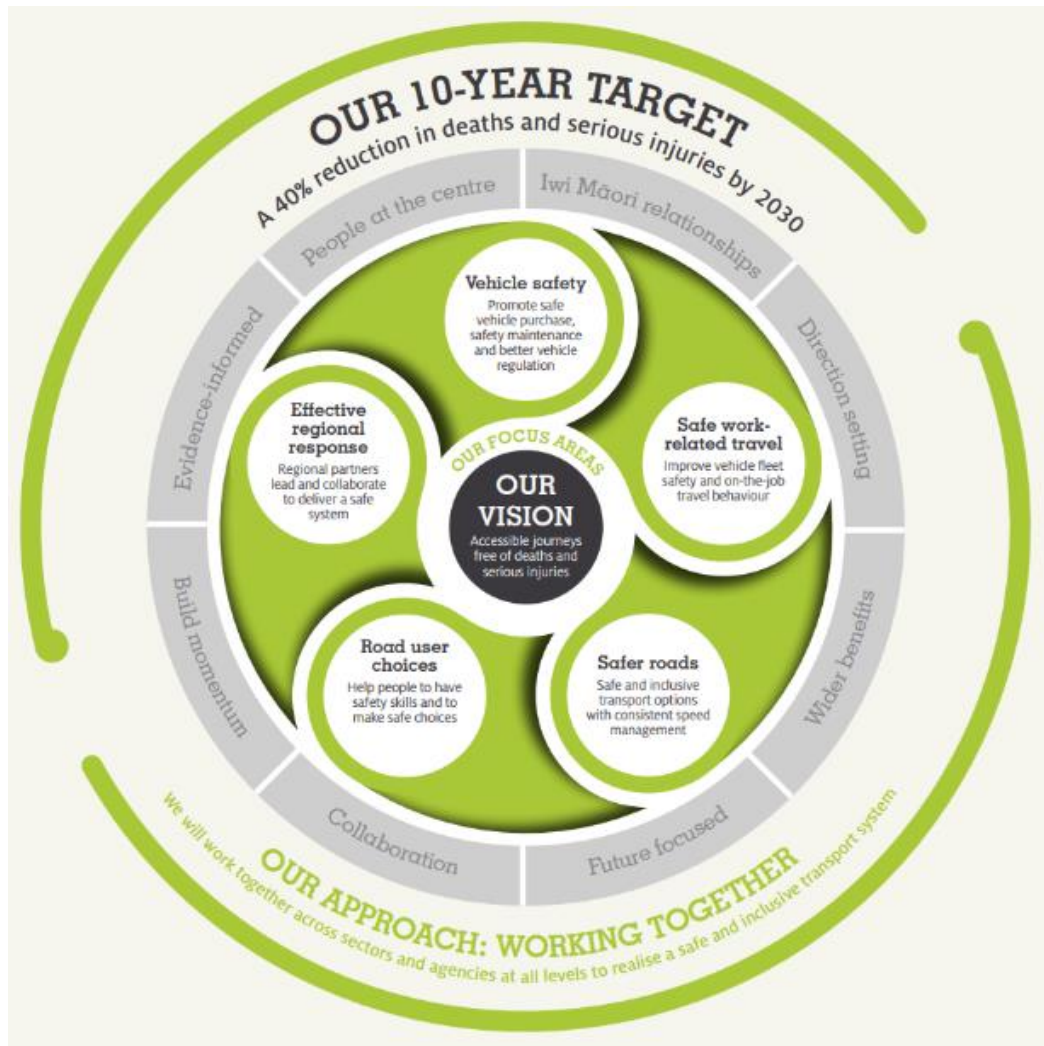 OUR 10-YEAR TARGET
A 40% reduction in deaths and serious injuries by 2030
People at the centre
Iwi Māori relationships
Direction setting
Wider benefits
Future focused
Collaboration
Build momentum
Evidence-informed
Vehicle safety
Promote safe
vehicle purchase,
safety maintenance
and better vehicle
regulation
Safe work-
related travel
Improve vehicle fleet
safety and on-the-job
travel behaviour
Safer roads
Safe and inclusive
transport options
with consistent speed
management
Road user
choices
Help people to have
safety skills and to
make safe choices
Effective
regional
response
Regional partners
lead and collaborate
to deliver a safe
system
OUR FOCUS AREAS
OUR
VISION
Accessible journeys
free of deaths and
serious injuries
OUR APPROACH: WORKING TOGETHER
We will work together across sectors and agencies at all levels to realise a safe and inclusive transport system